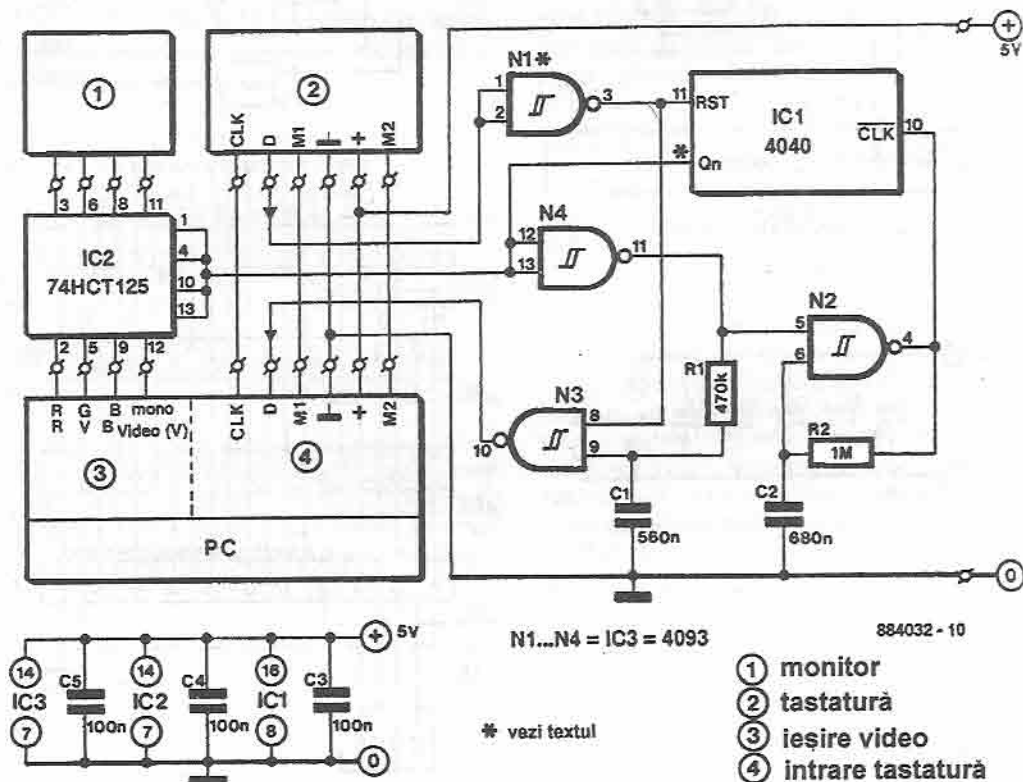 1
2
CLK
D
M1
⊥
+
M2
N1*
1
2
3
11
RST
IC1
4040
CLK
10
*
Qn
+
5V
3
6
8
11
IC2
74HCT125
1
4
10
13
N4
12
13
11
N2
5
6
4
2
5
9
12
R
R
G
V
B
B
mono
Video (V)
CLK
D
M1
⊥
+
M2
3
4
PC
N3
10
8
9
R1
470k
R2
1M
C1
560n
C2
680n
0
N1...N4 = IC3 = 4093
884032 - 10
+
5V
14
IC3
7
C5
100n
14
IC2
7
C4
100n
16
IC1
8
C3
100n
0
* vezi textul
1 monitor
2 tastatură
3 ieşire video
4 intrare tastatură